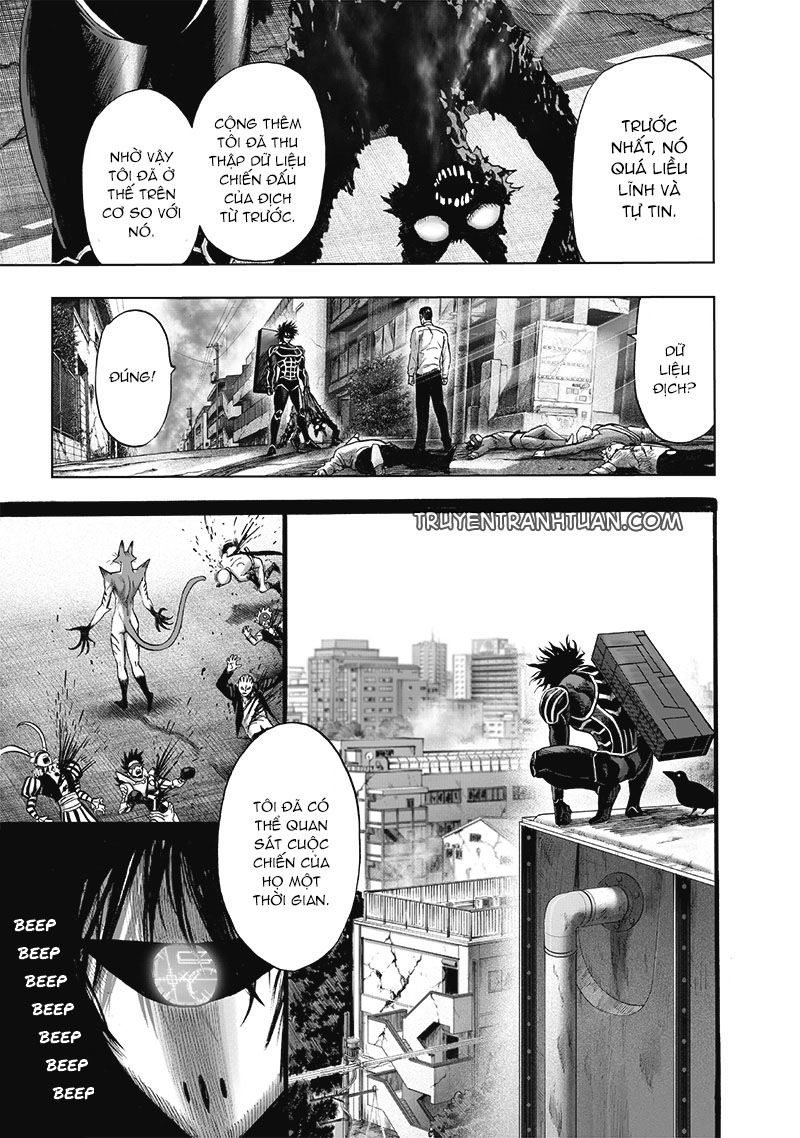 TRƯỚC
NHẤT, NÓ
QUÁ LIỀU
LĨNH VÀ
TỰ TIN.
CỘNG THÊM
TÔI ĐÃ THU
THẬP DỮ LIỆU
CHIẾN ĐẤU
CỦA ĐỊCH
TỪ TRƯỚC.
NHỜ VẬY
TÔI ĐÃ Ở
THẾ TRÊN
CƠ SO VỚI
NÓ.
DỮ
LIỆU
ĐỊCH?
ĐÚNG!
TRUYENTRANHTUAN.COM
TÔI ĐÃ CÓ
THỂ QUAN
SÁT CUỘC
CHIẾN CỦA
HỌ MỘT
THỜI GIAN.
BEEP
BEEP
BEEP
BEEP
BEEP
BEEP
BEEP